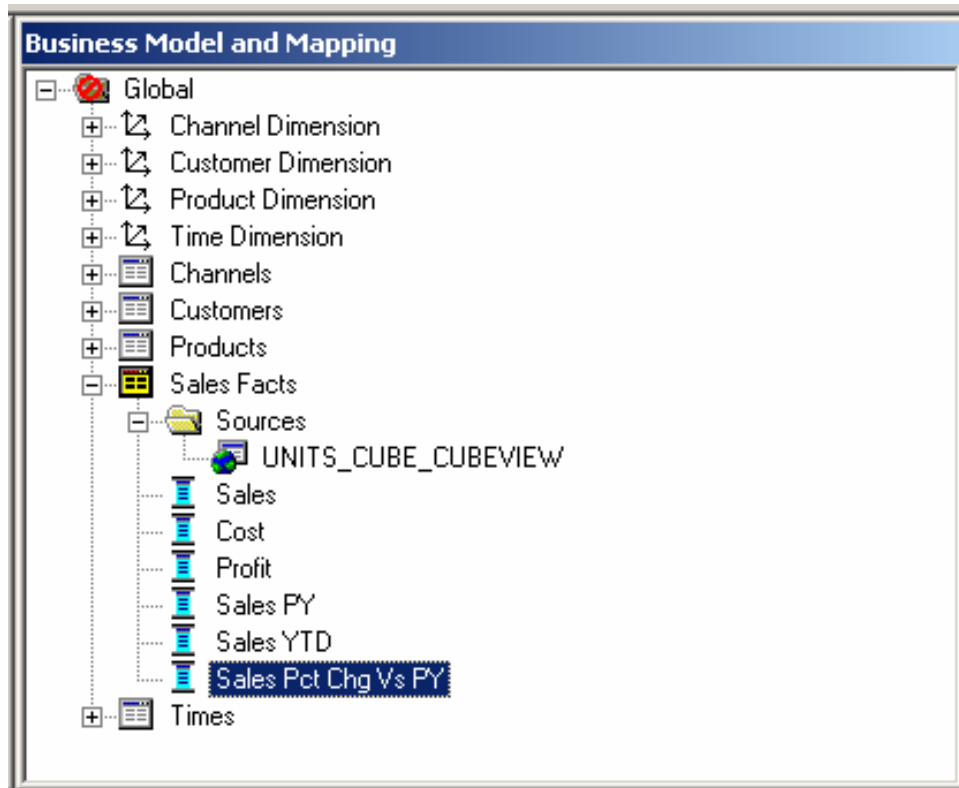 Business Model and Mapping
Global
Channel Dimension
Customer Dimension
Product Dimension
Time Dimension
Channels
Customers
Products
Sales Facts
Sources
UNITS_CUBE_CUBEVIEW
Sales
Cost
Profit
Sales PY
Sales YTD
Sales Pct Chg Vs PY
Times